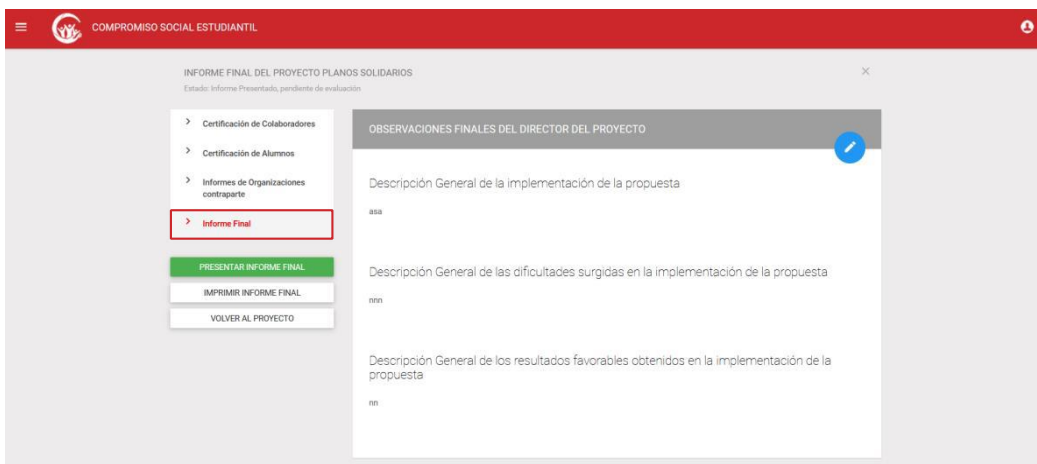 COMPROMISO SOCIAL ESTUDIANTIL
INFORME FINAL DEL PROYECTO PLANOS SOLIDARIOS
Estado: Informe Presentado, pendiente de evaluación
Certificación de Colaboradores
Certificación de Alumnos
Informes de Organizaciones
contraparte
Informe Final
PRESENTAR INFORME FINAL
IMPRIMIR INFORME FINAL
VOLVER AL PROYECTO
OBSERVACIONES FINALES DEL DIRECTOR DEL PROYECTO
Descripción General de la implementación de la propuesta
asa
Descripción General de las dificultades surgidas en la implementación de la propuesta
nnn
Descripción General de los resultados favorables obtenidos en la implementación de la
propuesta
nn